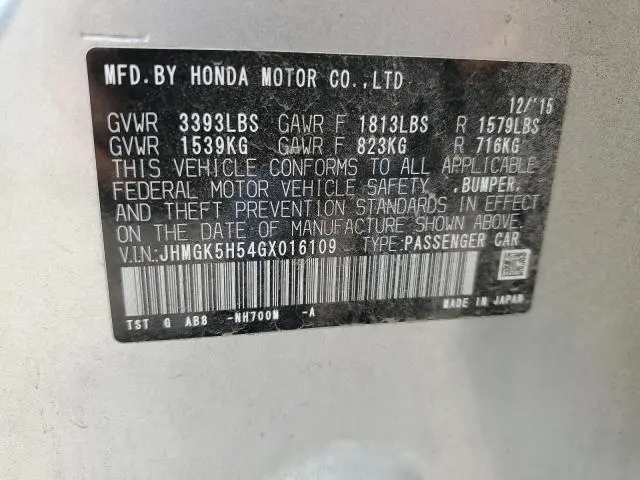 MFD.BY HONDA MOTOR CO.,LTD
12/'15
GVWR 3393LBS GAWR F 1813LBS R 1579LBS
GVWR 1539KG GAWR F 823KG R 716KG
THIS VEHICLE CONFORMS TO ALL APPLICABLE
FEDERAL MOTOR VEHICLE SAFETY, BUMPER,
AND THEFT PREVENTION STANDARDS IN EFFECT
ON THE DATE OF MANUFACTURE SHOWN ABOVE.
V.I.N.:JHMGK5H54GX016109 TYPE:PASSENGER CAR
MADE IN JAPAN
TST G AB8 -NH700M -A